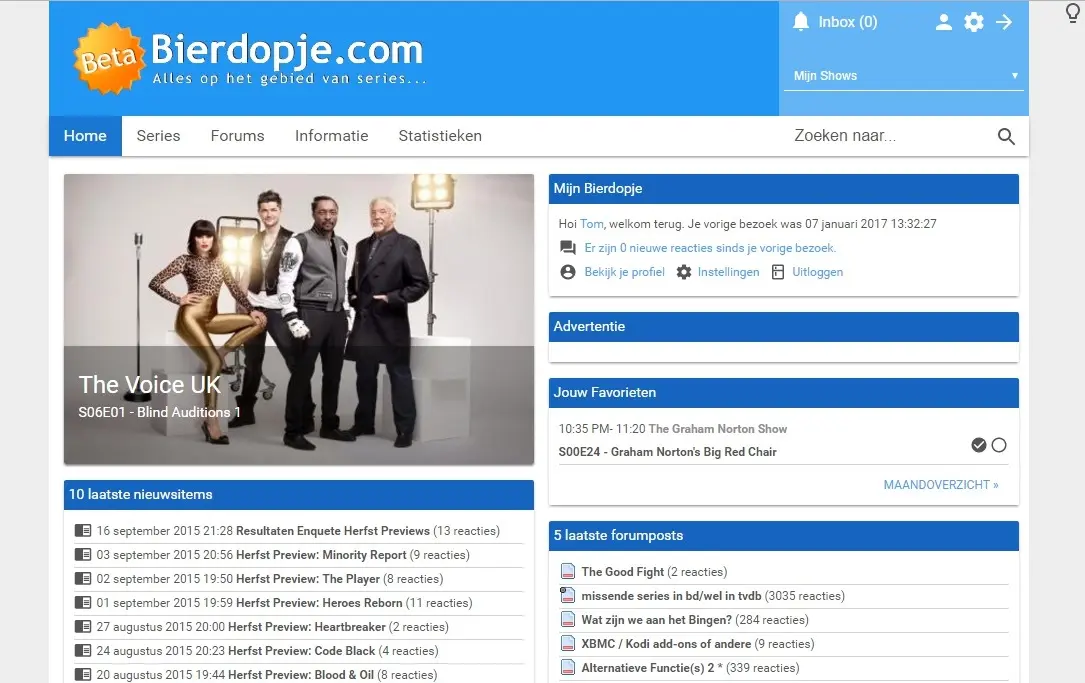 Beta
Bierdopje.com
Alles op het gebied van series...
Inbox (0)
Mijn Shows
Home Series Forums Informatie Statistieken
Zoeken naar...
The Voice UK
S06E01 - Blind Auditions 1
10 laatste nieuwsitems
16 september 2015 21:28 Resultaten Enquete Herfst Previews (13 reacties)
03 september 2015 20:56 Herfst Preview: Minority Report (9 reacties)
02 september 2015 19:50 Herfst Preview: The Player (8 reacties)
01 september 2015 19:59 Herfst Preview: Heroes Reborn (11 reacties)
27 augustus 2015 20:00 Herfst Preview: Heartbreaker (2 reacties)
24 augustus 2015 20:23 Herfst Preview: Code Black (4 reacties)
20 augustus 2015 19:44 Herfst Preview: Blood & Oil (8 reacties)
Mijn Bierdopje
Hoi Tom, welkom terug. Je vorige bezoek was 07 januari 2017 13:32:27
Er zijn 0 nieuwe reacties sinds je vorige bezoek.
Bekijk je profiel Instellingen Uitloggen
Advertentie
Jouw Favorieten
10:35 PM- 11:20 The Graham Norton Show
S00E24 - Graham Norton's Big Red Chair
MAANDOVERZICHT »
5 laatste forumposts
The Good Fight (2 reacties)
missende series in bd/wel in tvdb (3035 reacties)
Wat zijn we aan het Bingen? (284 reacties)
XBMC / Kodi add-ons of andere (9 reacties)
Alternatieve Functie(s) 2 * (339 reacties)